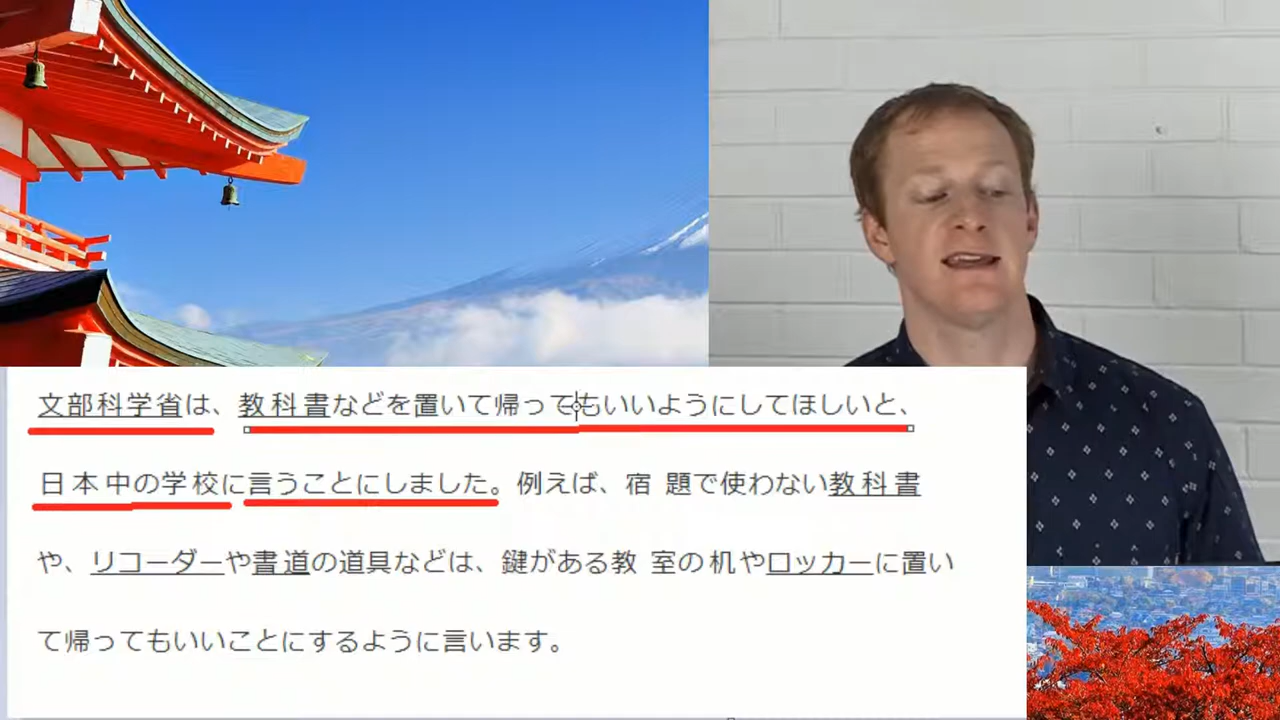 文部科学省は、教科書などを置いて帰ってもいいようにしてほしいと、
日本中の学校に言うことにしました。例えば、宿題で使わない教科書
や、リコーダーや書道の道具などは、鍵がある教室の机やロッカーに置い
て帰ってもいいことにするように言います。